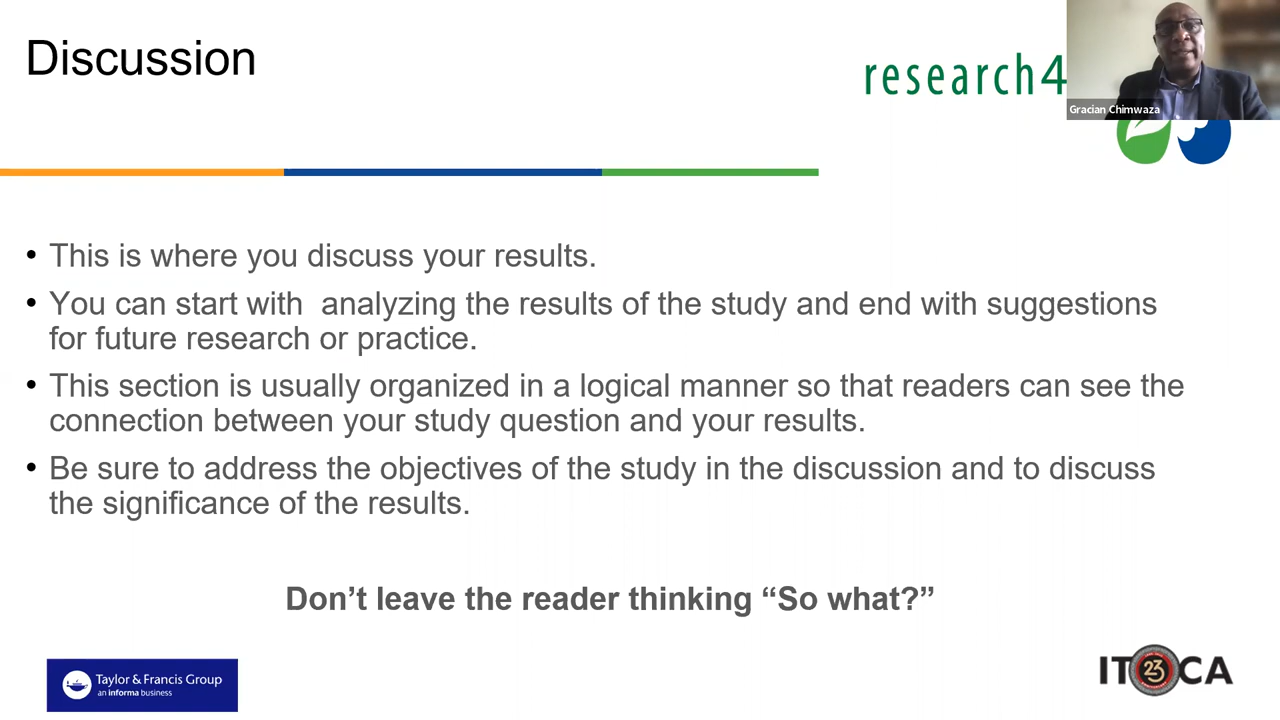 Discussion
research4
Gracian Chimwaza
• This is where you discuss your results.
• You can start with  analyzing the results of the study and end with suggestions
for future research or practice.
• This section is usually organized in a logical manner so that readers can see the
connection between your study question and your results.
• Be sure to address the objectives of the study in the discussion and to discuss
the significance of the results.
Don’t leave the reader thinking “So what?”
Taylor & Francis Group
an informa business
ITOCA
23